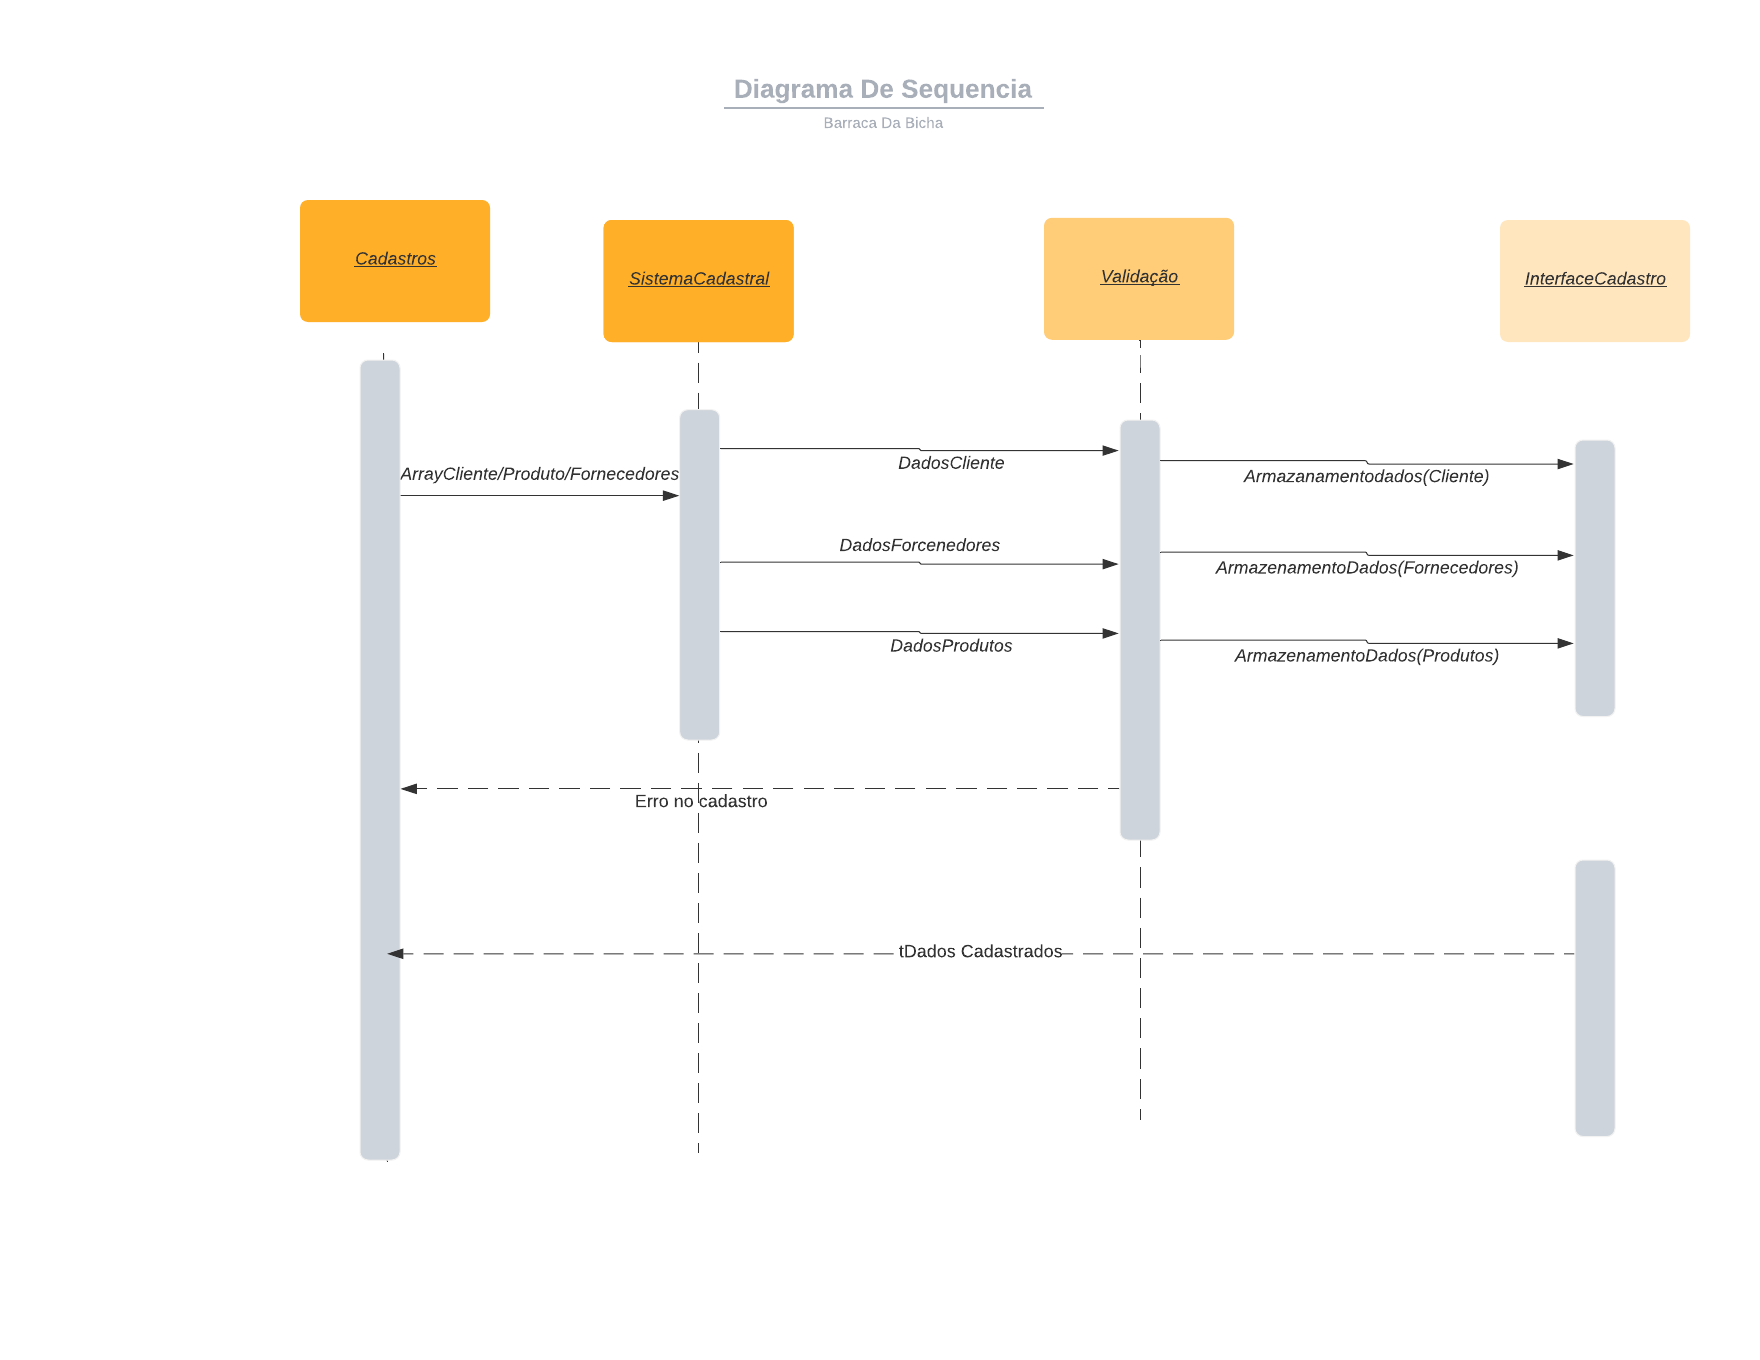 Diagrama De Sequencia
Barraca Da Bicha
Cadastros
SistemaCadastral
Validação
InterfaceCadastro
ArrayCliente/Produto/Fornecedores
DadosCliente
Armazanamentodados(Cliente)
DadosForcenedores
ArmazenamentoDados(Fornecedores)
DadosProdutos
ArmazenamentoDados(Produtos)
Erro no cadastro
tDados Cadastrados